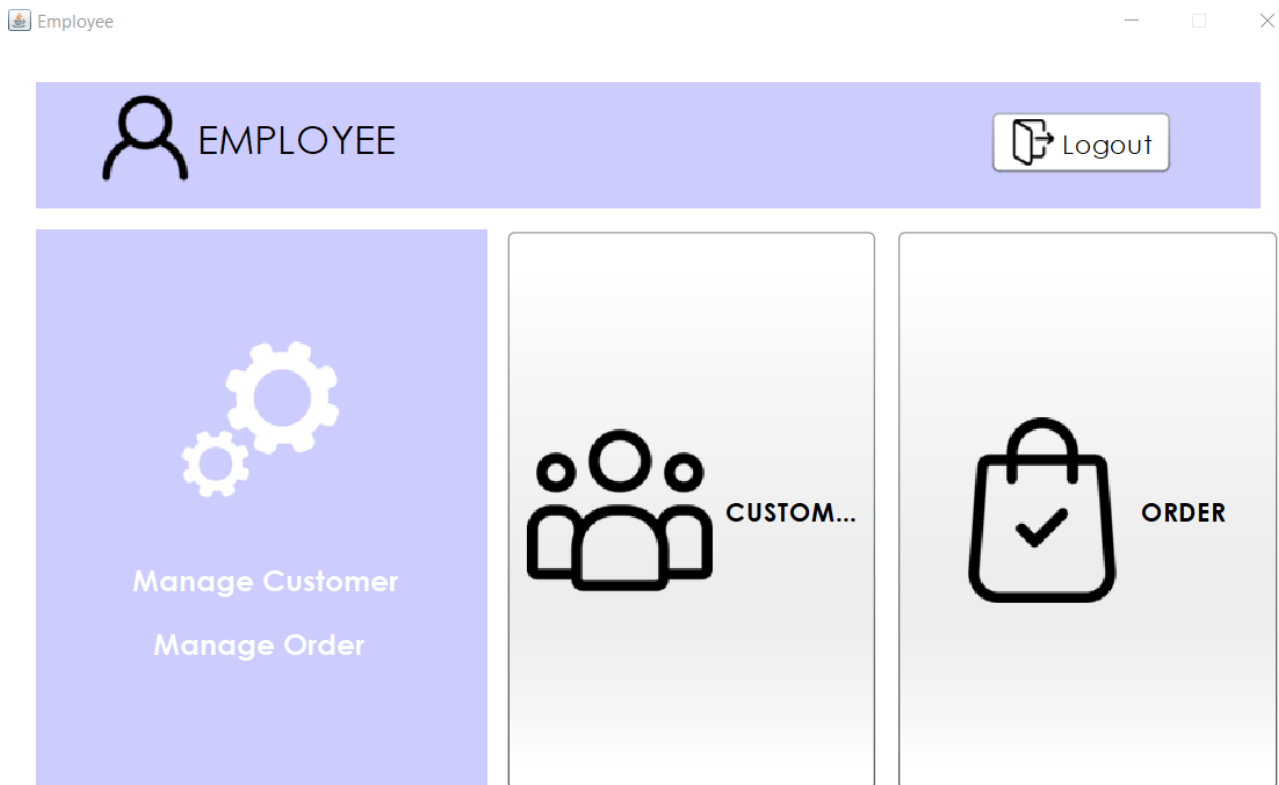 Employee
EMPLOYEE
Logout
Manage Customer
Manage Order
CUSTOM...
ORDER